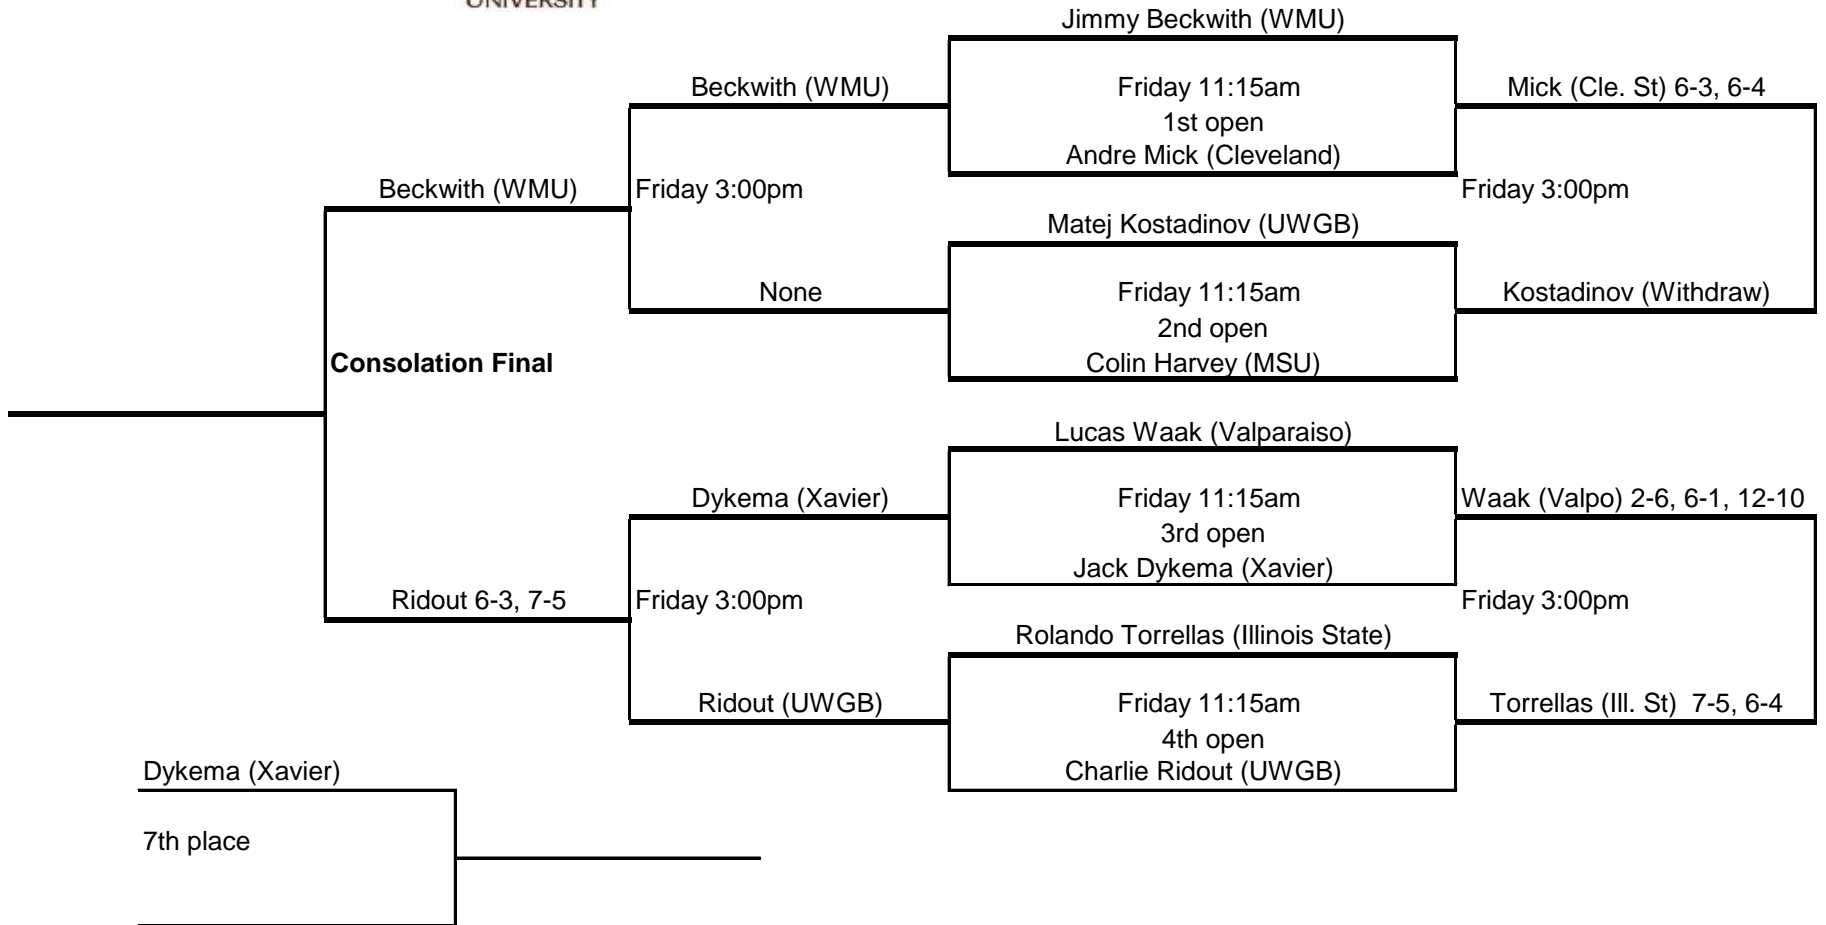 UNIVERSITY
Jimmy Beckwith (WMU)
Beckwith (WMU)
Friday 11:15am
Mick (Cle. St) 6-3, 6-4
1st open
Andre Mick (Cleveland)
Beckwith (WMU)
Friday 3:00pm
Friday 3:00pm
Matej Kostadinov (UWGB)
None
Friday 11:15am
Kostadinov (Withdraw)
2nd open
Consolation Final
Colin Harvey (MSU)
Lucas Waak (Valparaiso)
Dykema (Xavier)
Friday 11:15am
Waak (Valpo) 2-6, 6-1, 12-10
3rd open
Jack Dykema (Xavier)
Ridout 6-3, 7-5
Friday 3:00pm
Friday 3:00pm
Rolando Torrellas (Illinois State)
Ridout (UWGB)
Friday 11:15am
Torrellas (Ill. St)  7-5, 6-4
4th open
Dykema (Xavier)
Charlie Ridout (UWGB)
7th place